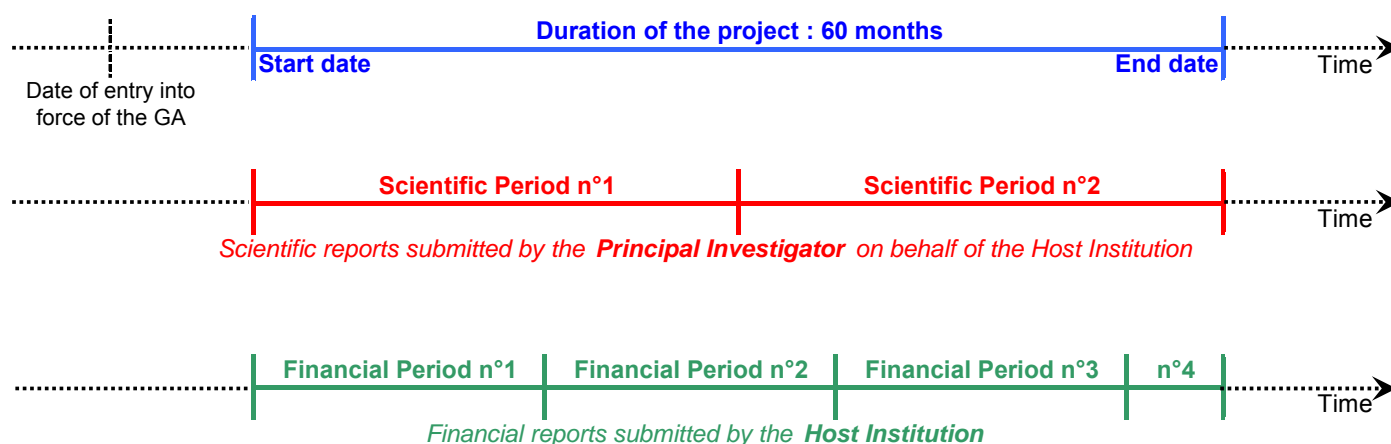 Duration of the project : 60 months
Start date
End date
Time
Date of entry into
force of the GA
Scientific Period n°1
Scientific Period n°2
Time
Scientific reports submitted by the Principal Investigator on behalf of the Host Institution
Financial Period n°1
Financial Period n°2
Financial Period n°3
n°4
Time
Financial reports submitted by the Host Institution